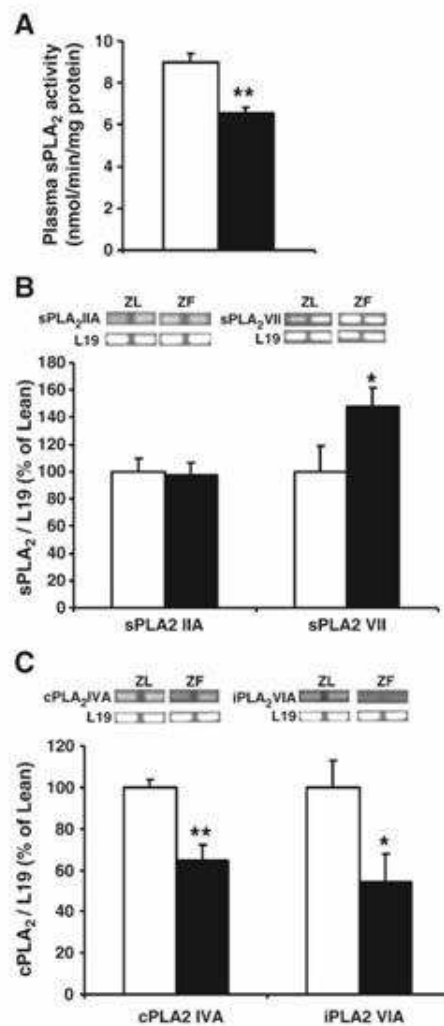 A
Plasma sPLA₂ activity
(nmol/min/mg protein)
10
8
6
4
2
0
**
B
ZL ZF ZL ZF
sPLA₂IIA sPLA₂VII
L19 L19
sPLA₂ / L19 (% of Lean)
180
160
140
120
100
80
60
40
20
0
*
sPLA2 IIA sPLA2 VII
C
ZL ZF ZL ZF
cPLA₂IVA iPLA₂VIA
L19 L19
cPLA₂ / L19 (% of Lean)
120
100
80
60
40
20
0
**
*
cPLA2 IVA iPLA2 VIA